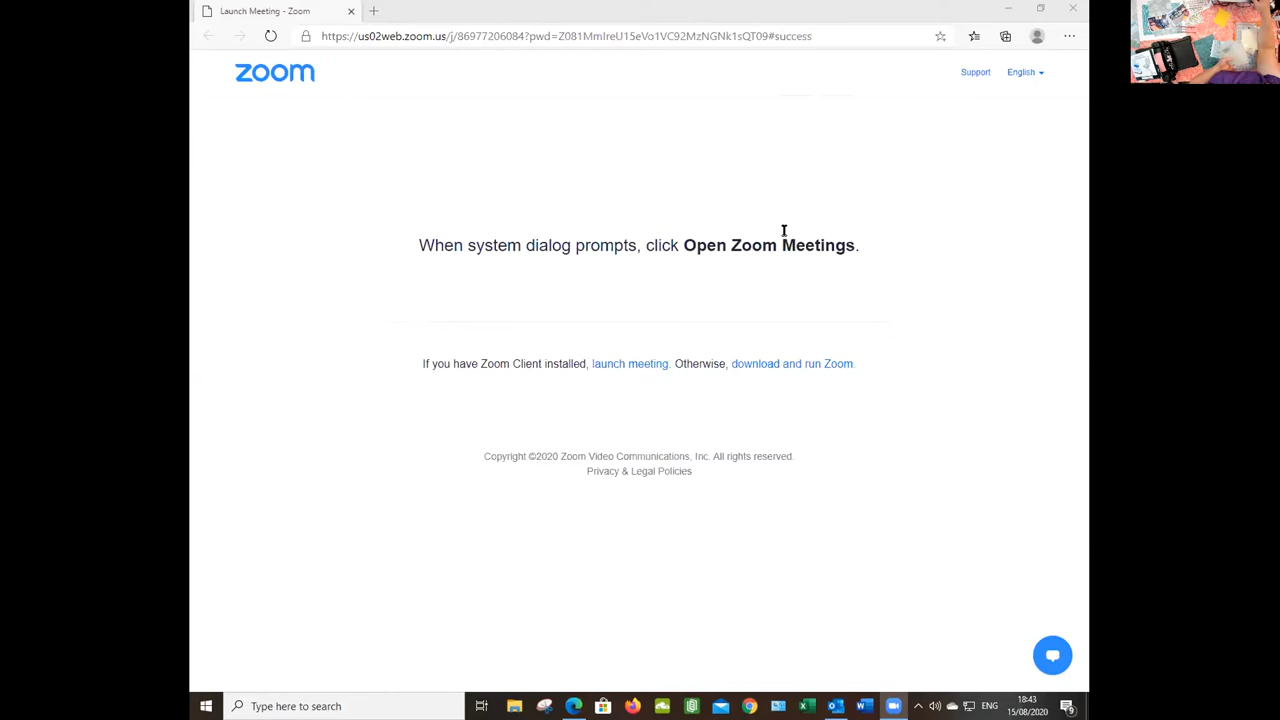 Launch Meeting - Zoom
https://us02web.zoom.us/j/86977206084?pwd=Z081MmIreU15eVo1VC92MzNGNk1sQT09#success
zoom
Support English
When system dialog prompts, click Open Zoom Meetings.
If you have Zoom Client installed, launch meeting. Otherwise, download and run Zoom.
Copyright ©2020 Zoom Video Communications, Inc. All rights reserved.
Privacy & Legal Policies
Type here to search
ENG
18:43
15/08/2020
9